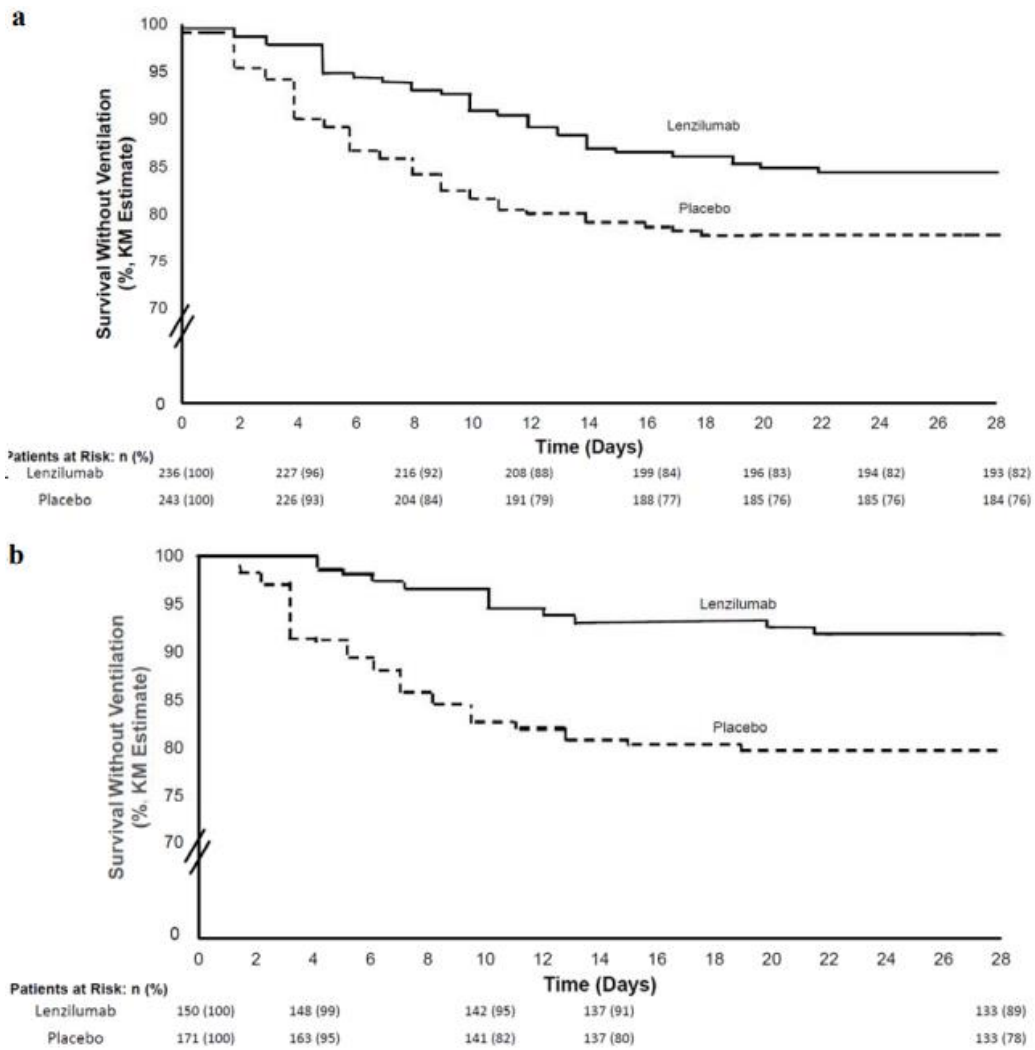 a
Survival Without Ventilation
(%, KM Estimate)
100
95
90
85
80
75
70
0
Lenzilumab
Placebo
0 2 4 6 8 10 12 14 16 18 20 22 24 26 28
Time (Days)
Patients at Risk: n (%)
Lenzilumab 236 (100) 227 (96) 216 (92) 208 (88) 199 (84) 196 (83) 194 (82) 193 (82)
Placebo 243 (100) 226 (93) 204 (84) 191 (79) 188 (77) 185 (76) 185 (76) 184 (76)
b
Survival Without Ventilation
(%. KM Estimate)
100
95
90
85
80
75
70
0
Lenzilumab
Placebo
0 2 4 6 8 10 12 14 16 18 20 22 24 26 28
Time (Days)
Patients at Risk: n (%)
Lenzilumab 150 (100) 148 (99) 142 (95) 137 (91) 133 (89)
Placebo 171 (100) 163 (95) 141 (82) 137 (80) 133 (78)